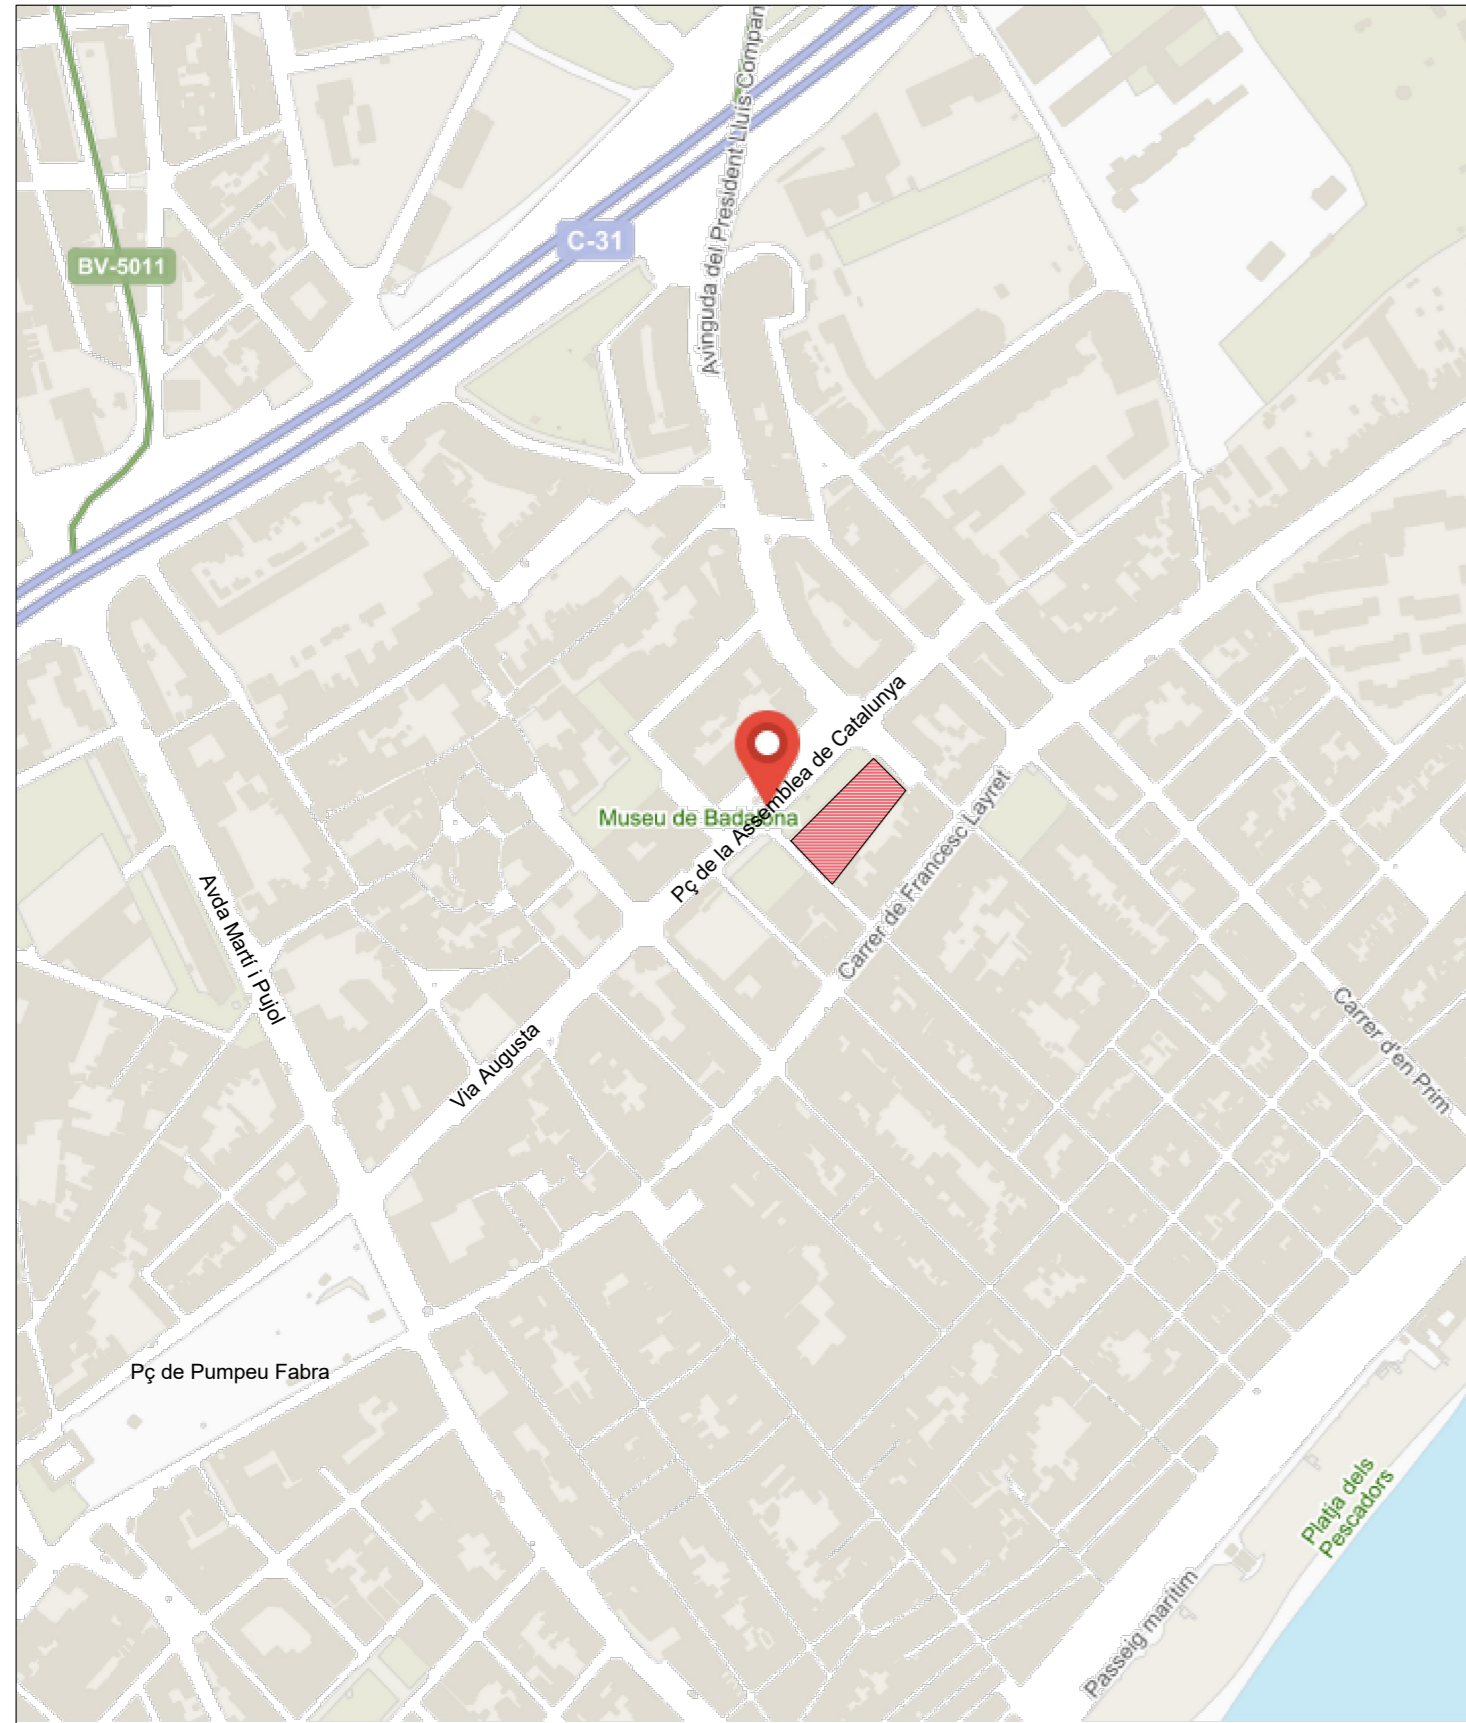 Avinguda del President Lluís Compan
C-31
BV-5011
Pç de la Assemblea de Catalunya
Museu de Badalona
Carrer de Francesc Layret
Avda Martí i Pujol
Via Augusta
Carrer d'en Prim
Pç de Pumpeu Fabra
Platja dels
Pescadors
Passeig marítim